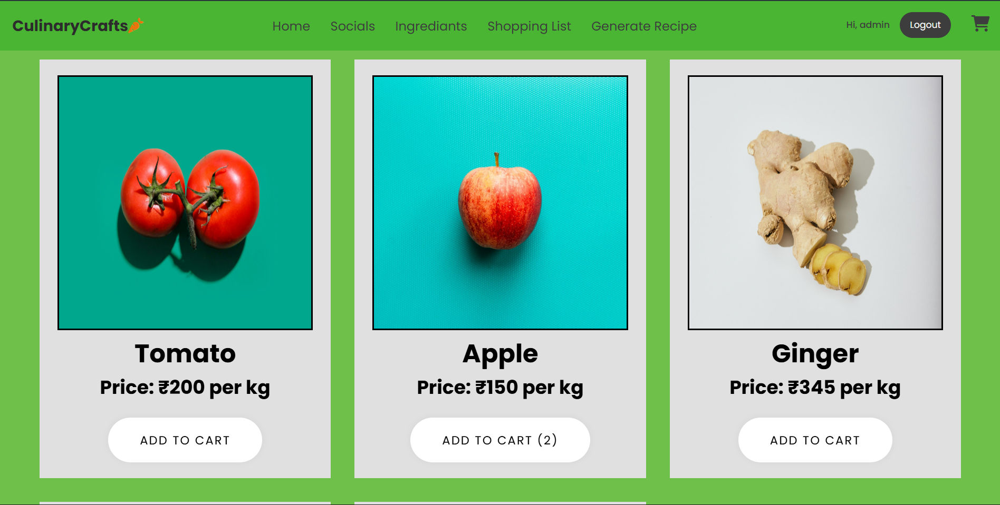 CulinaryCrafts
Home Socials Ingrediants Shopping List Generate Recipe
Hi, admin Logout
Tomato
Price: ₹200 per kg
ADD TO CART
Apple
Price: ₹150 per kg
ADD TO CART (2)
Ginger
Price: ₹345 per kg
ADD TO CART